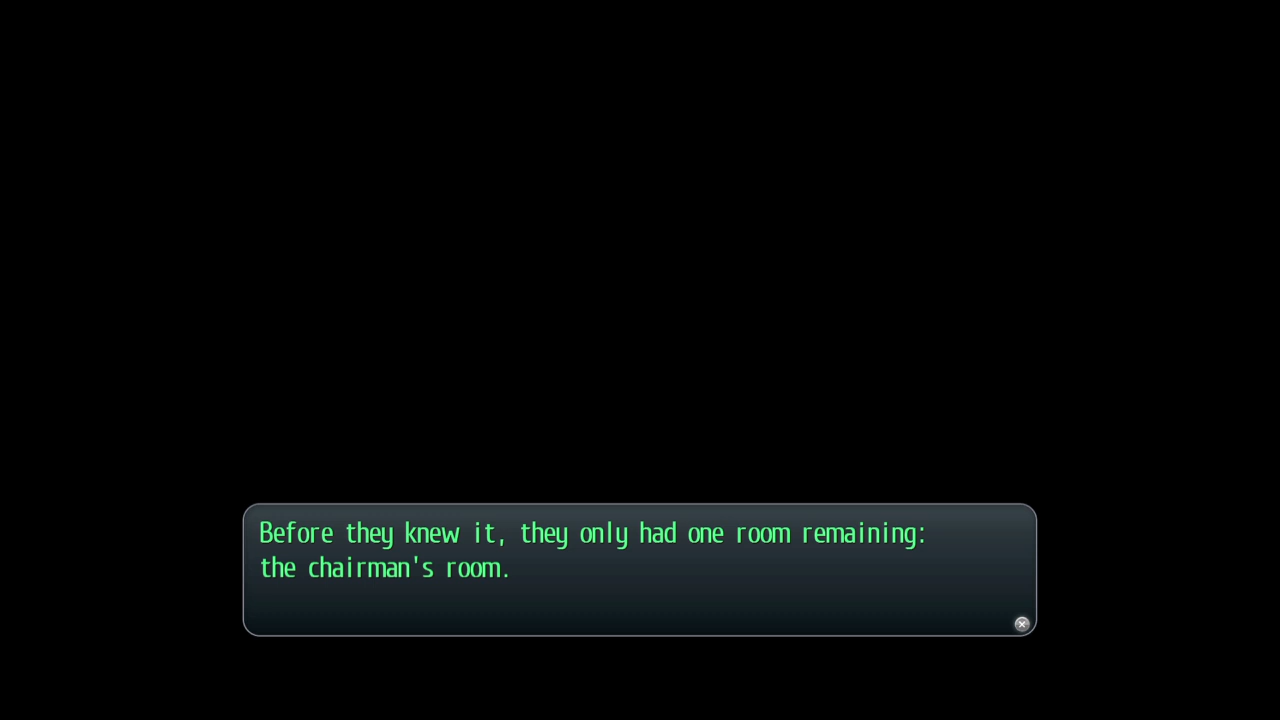 Before they knew it, they only had one room remaining:
the chairman's room.